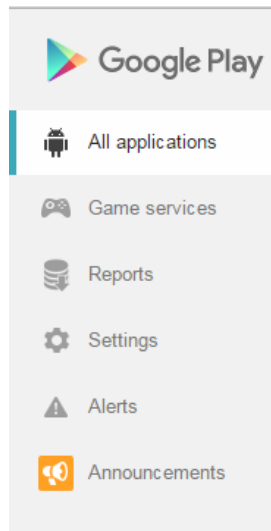 Google Play
All applications
Game services
Reports
Settings
Alerts
Announcements